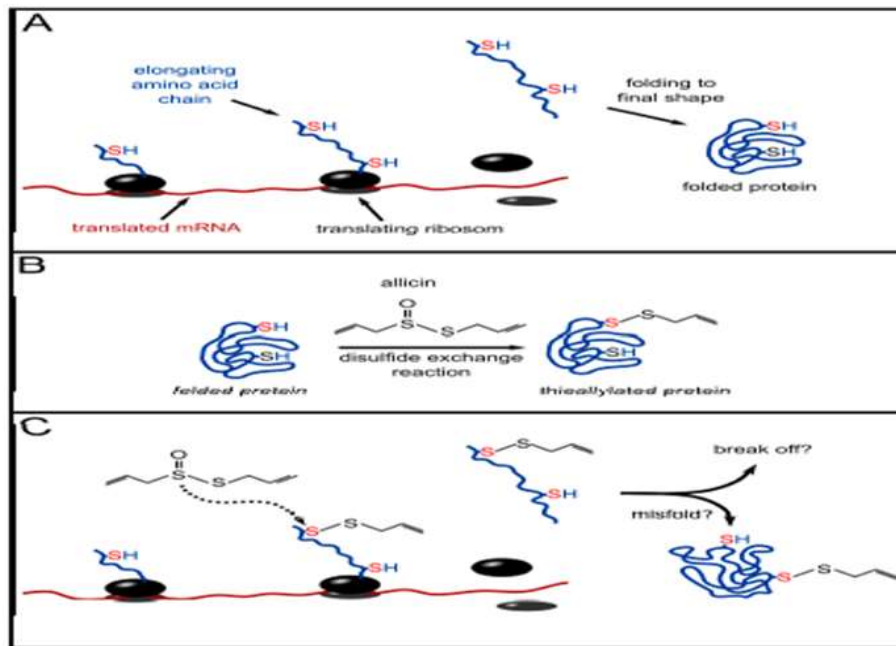 A
SH
elongating
amino acid
chain
SH
SH
SH
SH
folding to
final shape
SH
SH
folded protein
translated mRNA
translating ribosom
B
allicin
O
S
S
SH
SH
disulfide exchange
reaction
folded protein
S
S
SH
thioallylated protein
C
O
S
S
S
S
SH
SH
S
S
SH
break off?
misfold?
SH
S
S